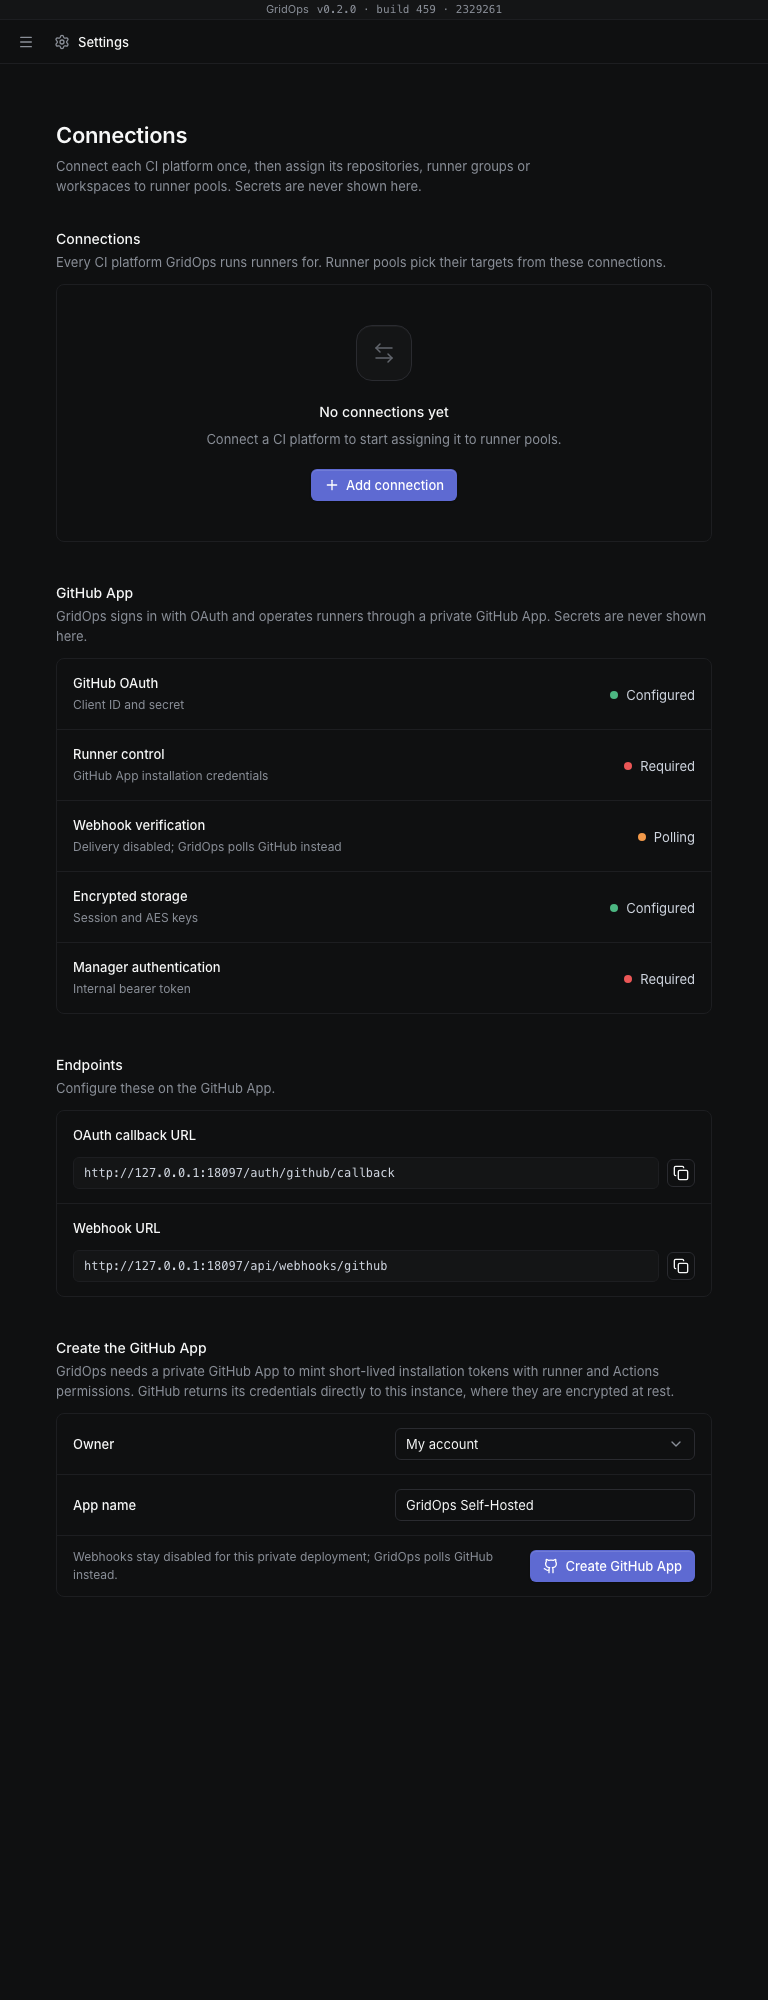 GridOps v0.2.0 · build 459 · 2329261
Settings
Connections
Connect each CI platform once, then assign its repositories, runner groups or
workspaces to runner pools. Secrets are never shown here.
Connections
Every CI platform GridOps runs runners for. Runner pools pick their targets from these connections.
No connections yet
Connect a CI platform to start assigning it to runner pools.
Add connection
GitHub App
GridOps signs in with OAuth and operates runners through a private GitHub App. Secrets are never shown
here.
GitHub OAuth
Client ID and secret
Configured
Runner control
GitHub App installation credentials
Required
Webhook verification
Delivery disabled; GridOps polls GitHub instead
Polling
Encrypted storage
Session and AES keys
Configured
Manager authentication
Internal bearer token
Required
Endpoints
Configure these on the GitHub App.
OAuth callback URL
http://127.0.0.1:18097/auth/github/callback
Webhook URL
http://127.0.0.1:18097/api/webhooks/github
Create the GitHub App
GridOps needs a private GitHub App to mint short-lived installation tokens with runner and Actions
permissions. GitHub returns its credentials directly to this instance, where they are encrypted at rest.
Owner
My account
App name
GridOps Self-Hosted
Webhooks stay disabled for this private deployment; GridOps polls GitHub
instead.
Create GitHub App